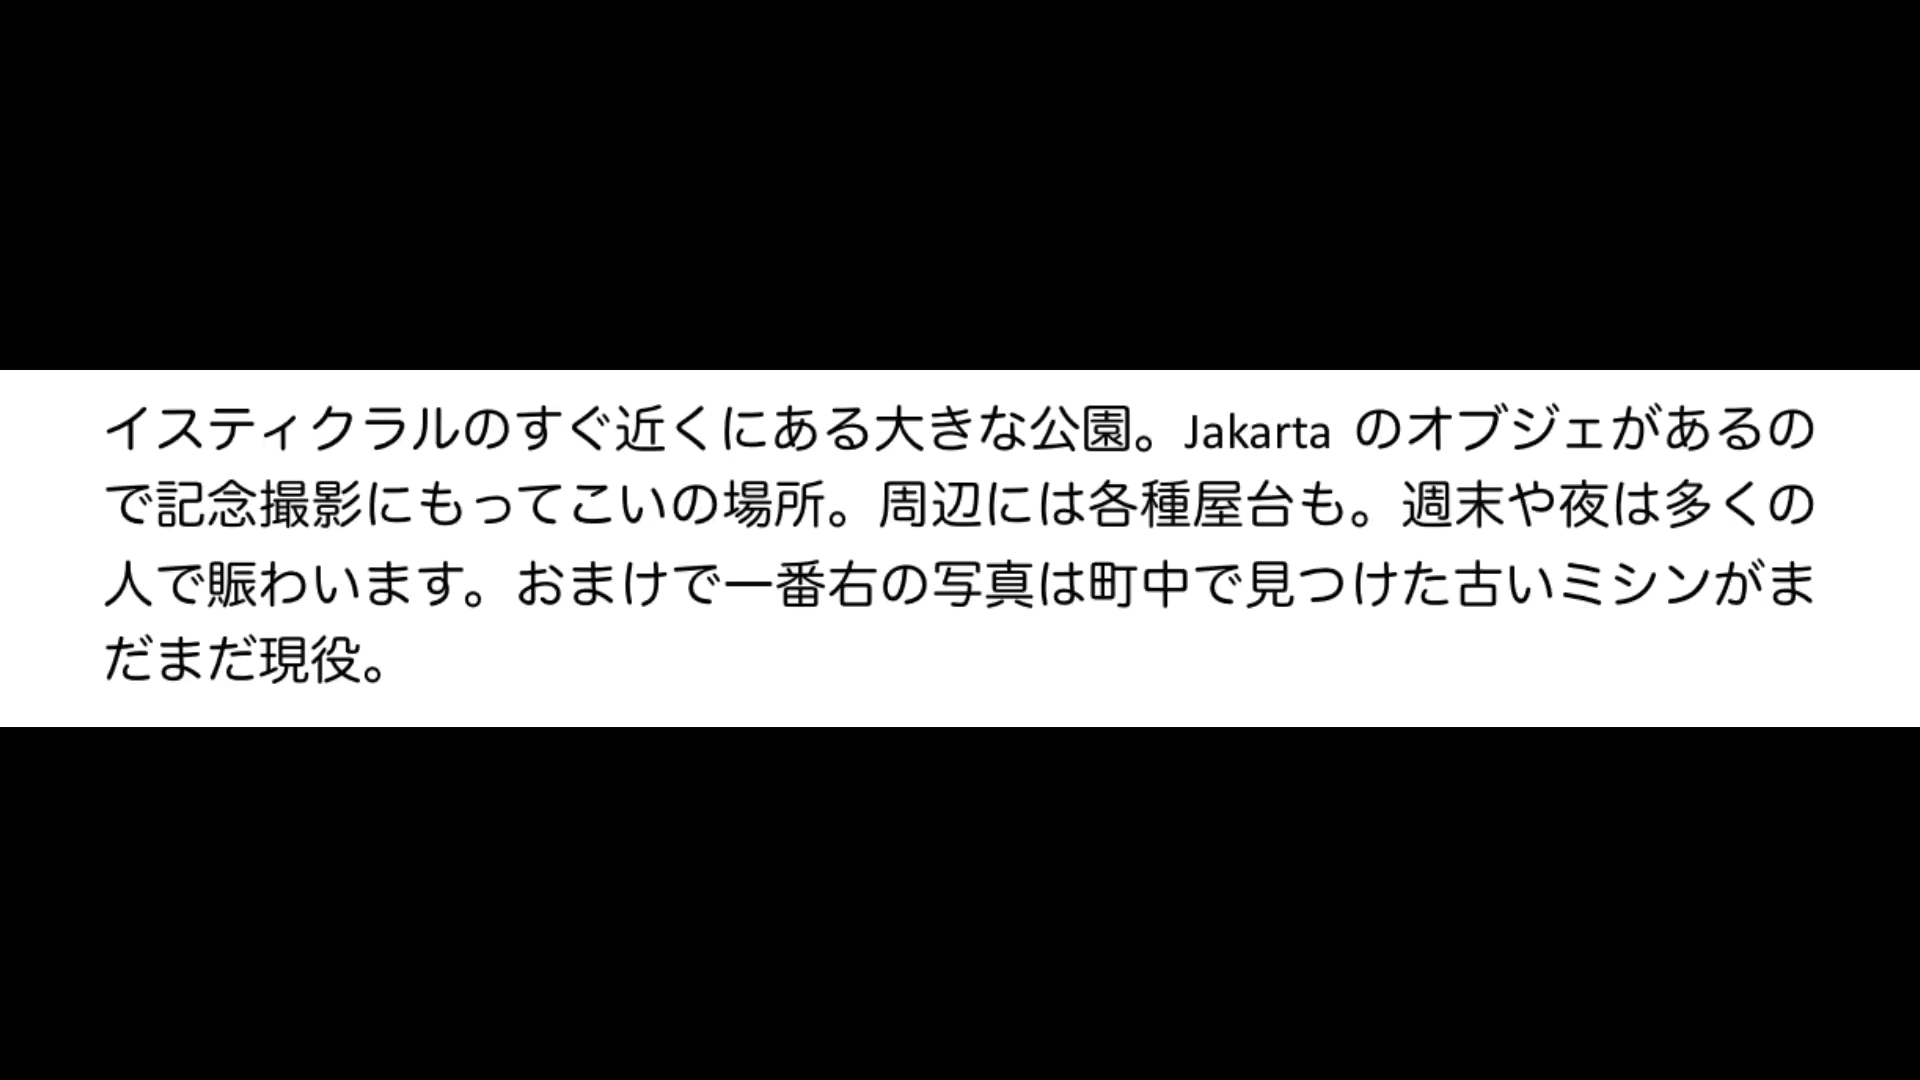 イスティクラルのすぐ近くにある大きな公園。Jakarta のオブジェがあるの
で記念撮影にもってこいの場所。周辺には各種屋台も。週末や夜は多くの
人で賑わいます。おまけで一番右の写真は町中で見つけた古いミシンがま
だまだ現役。